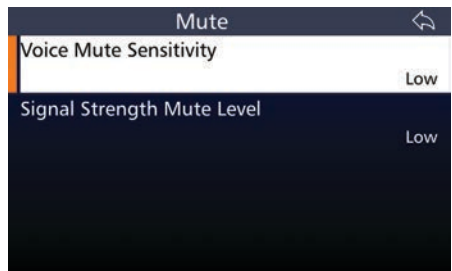 Mute
Voice Mute Sensitivity
Low
Signal Strength Mute Level
Low